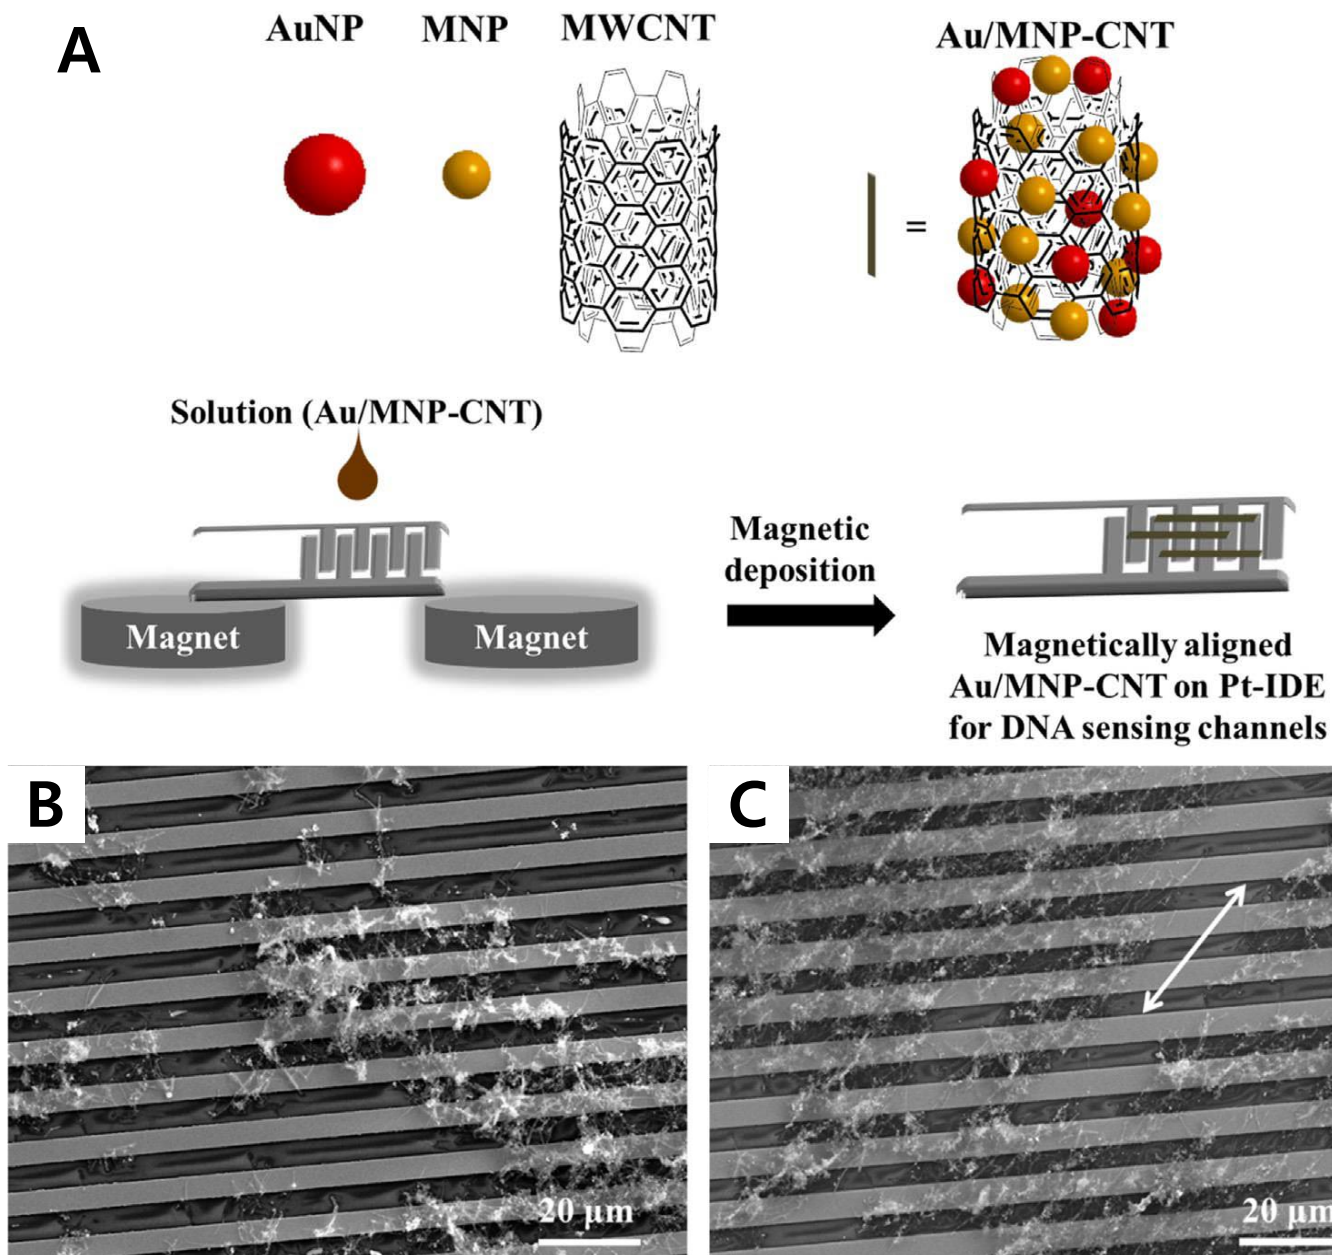 A
AuNP
MNP
MWCNT
Au/MNP-CNT
=
Solution (Au/MNP-CNT)
Magnet
Magnet
Magnetic
deposition
Magnetically aligned
Au/MNP-CNT on Pt-IDE
for DNA sensing channels
B
20 µm
C
20 µm